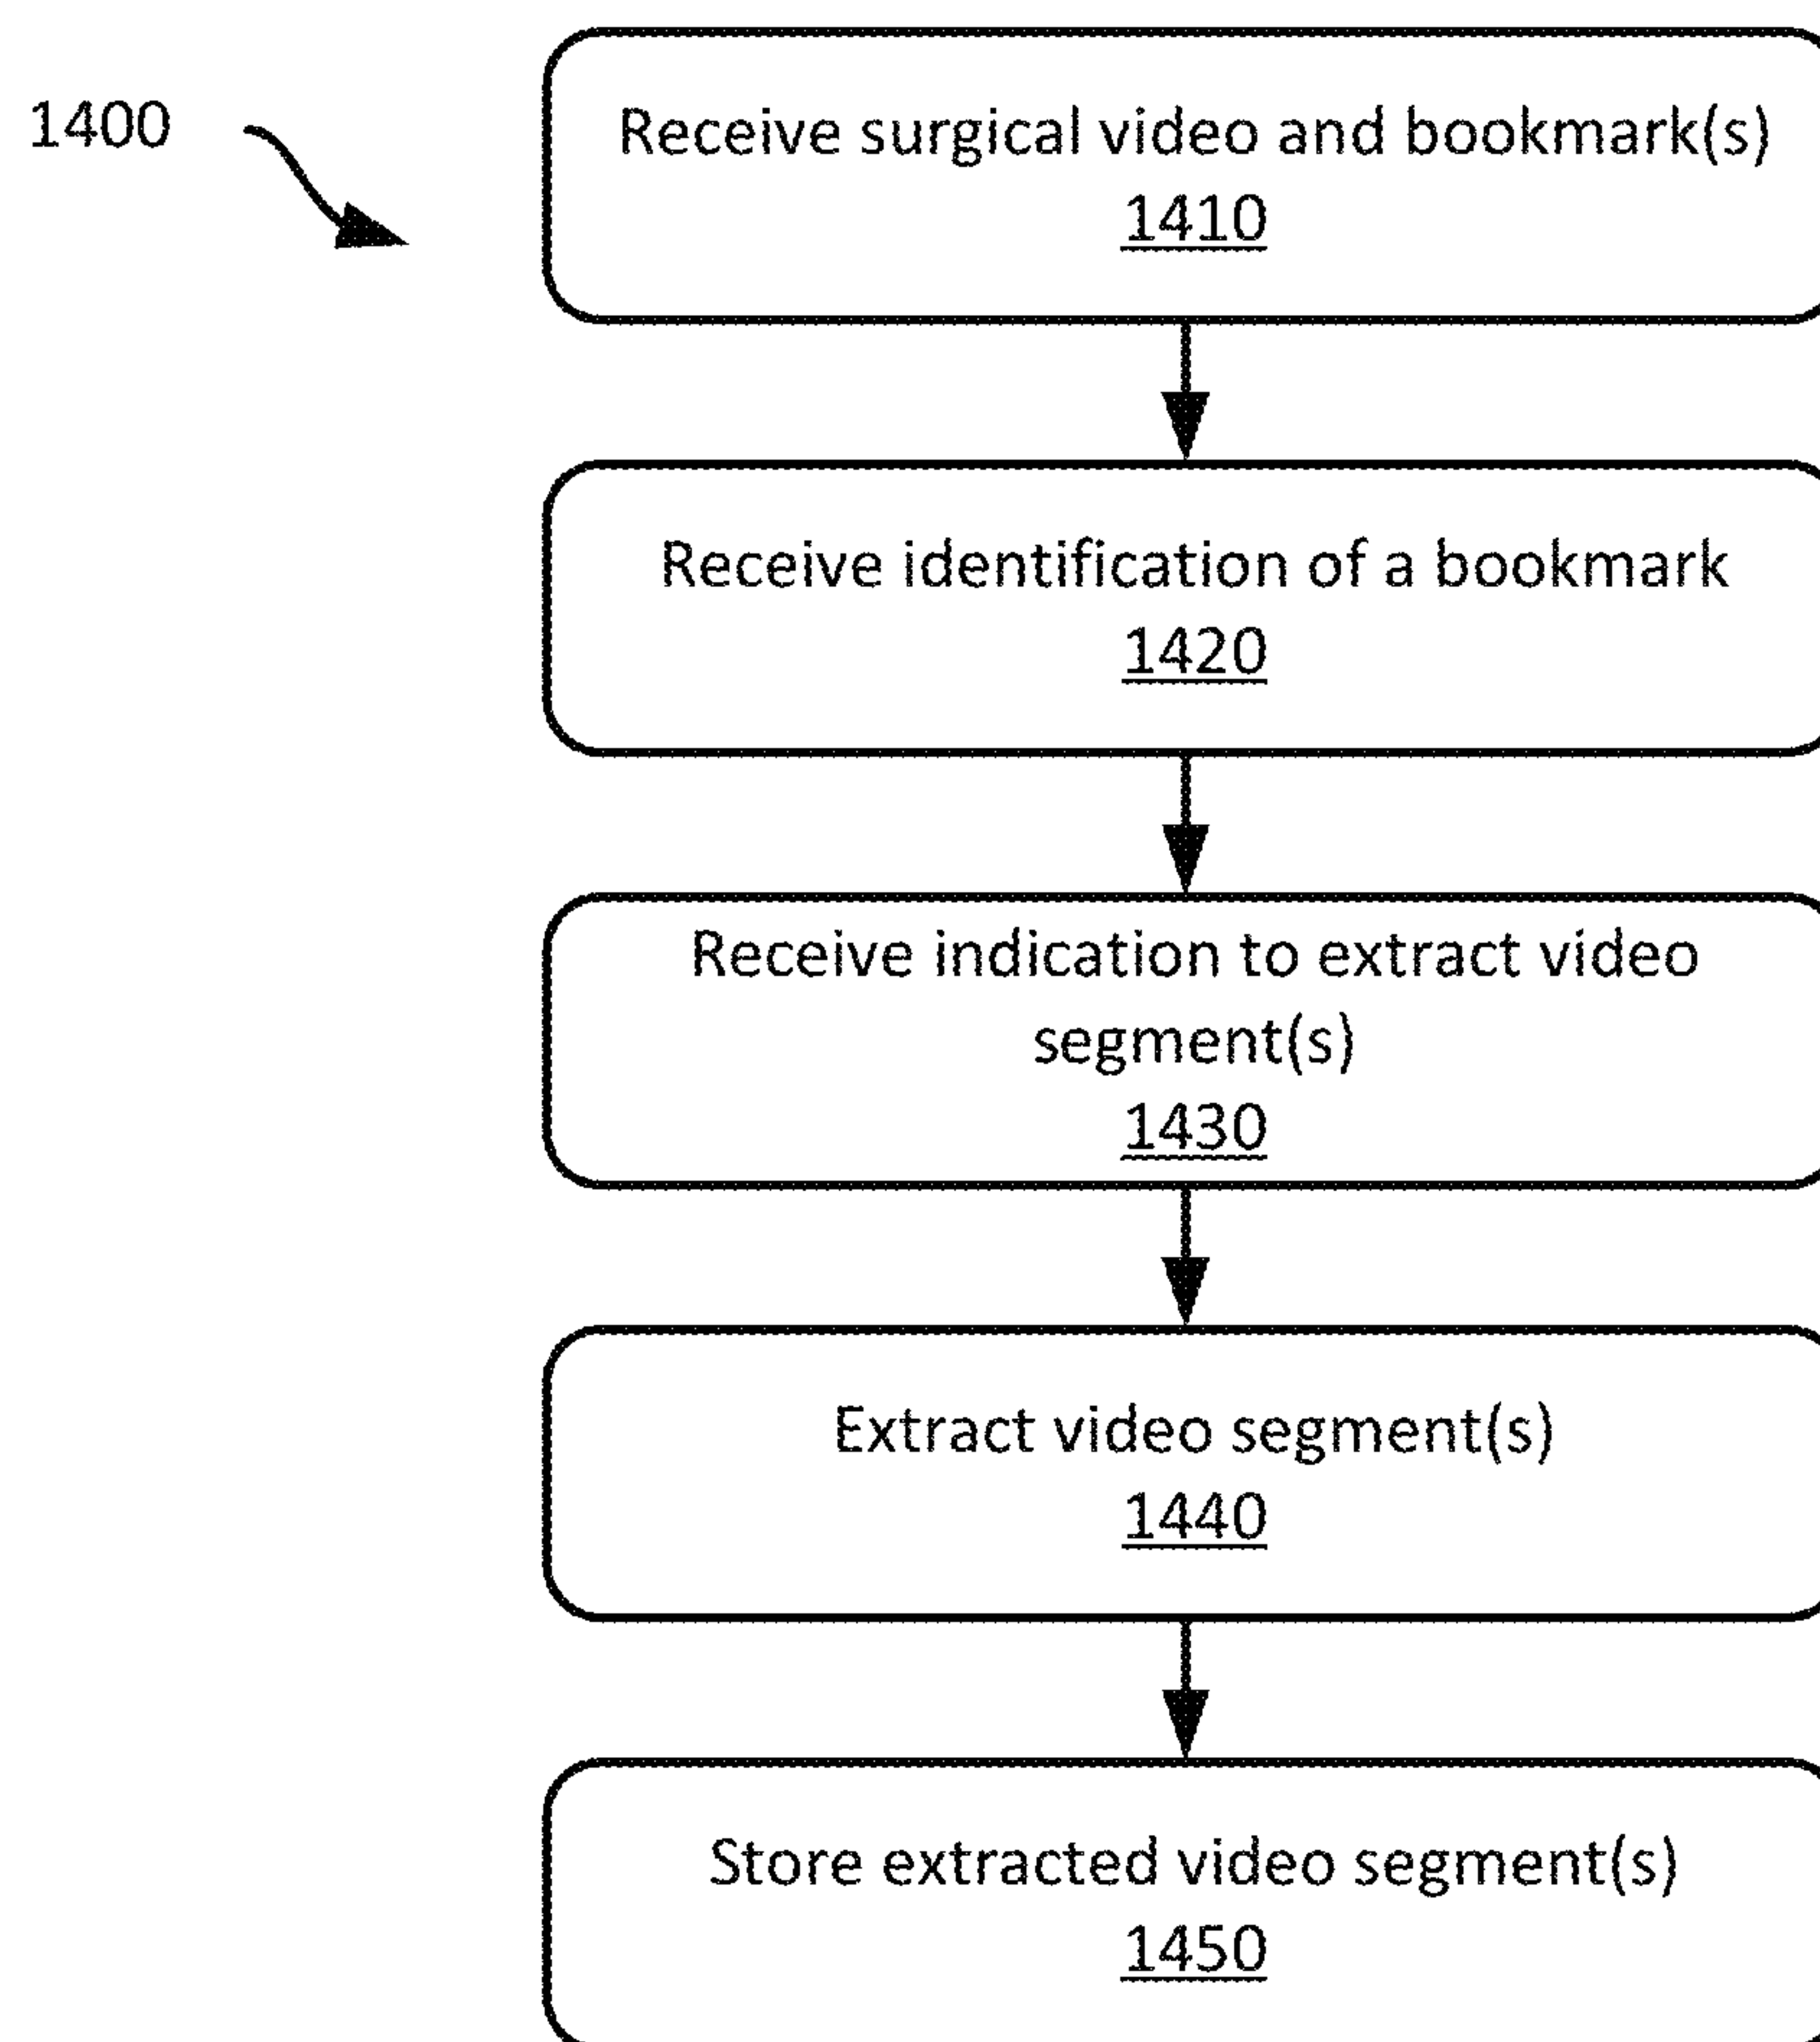 1400
Receive surgical video and bookmark(s)
1410
Receive identification of a bookmark
1420
Receive indication to extract video
segment(s)
1430
Extract video segment(s)
1440
Store extracted video segment(s)
1450